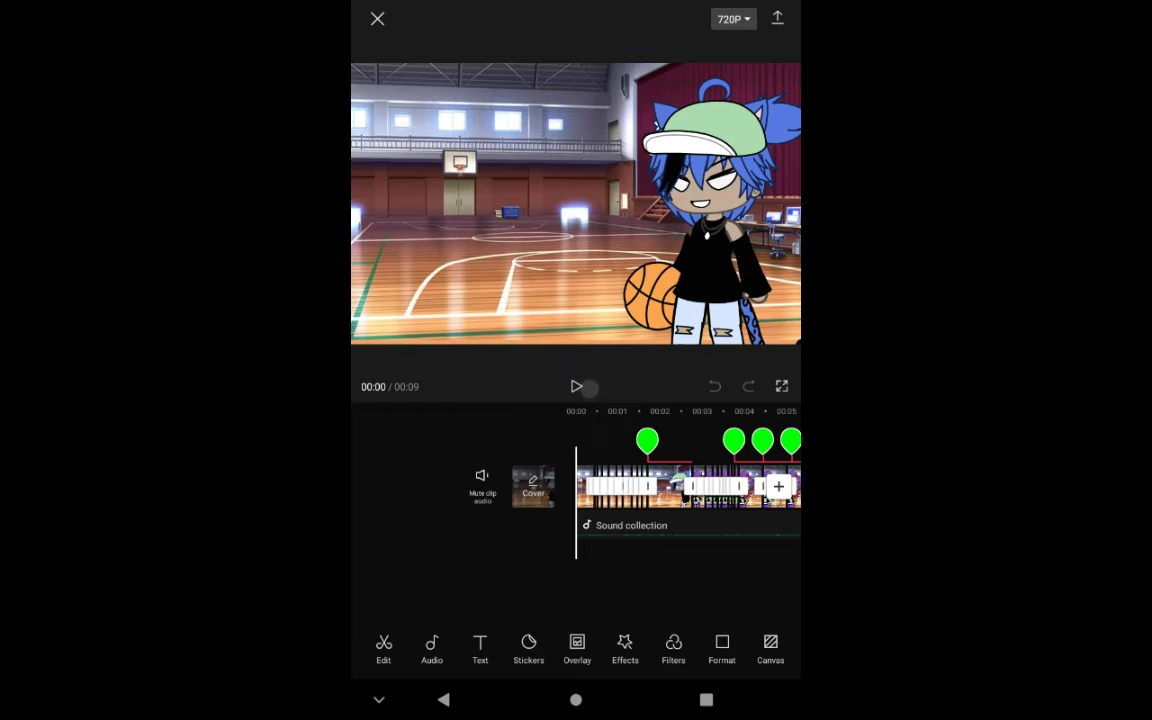 720P
00:00 / 00:09
00:00 00:01 00:02 00:03 00:04 00:05
Mute clip
audio
Cover
Sound collection
Edit Audio Text Stickers Overlay Effects Filters Format Canvas